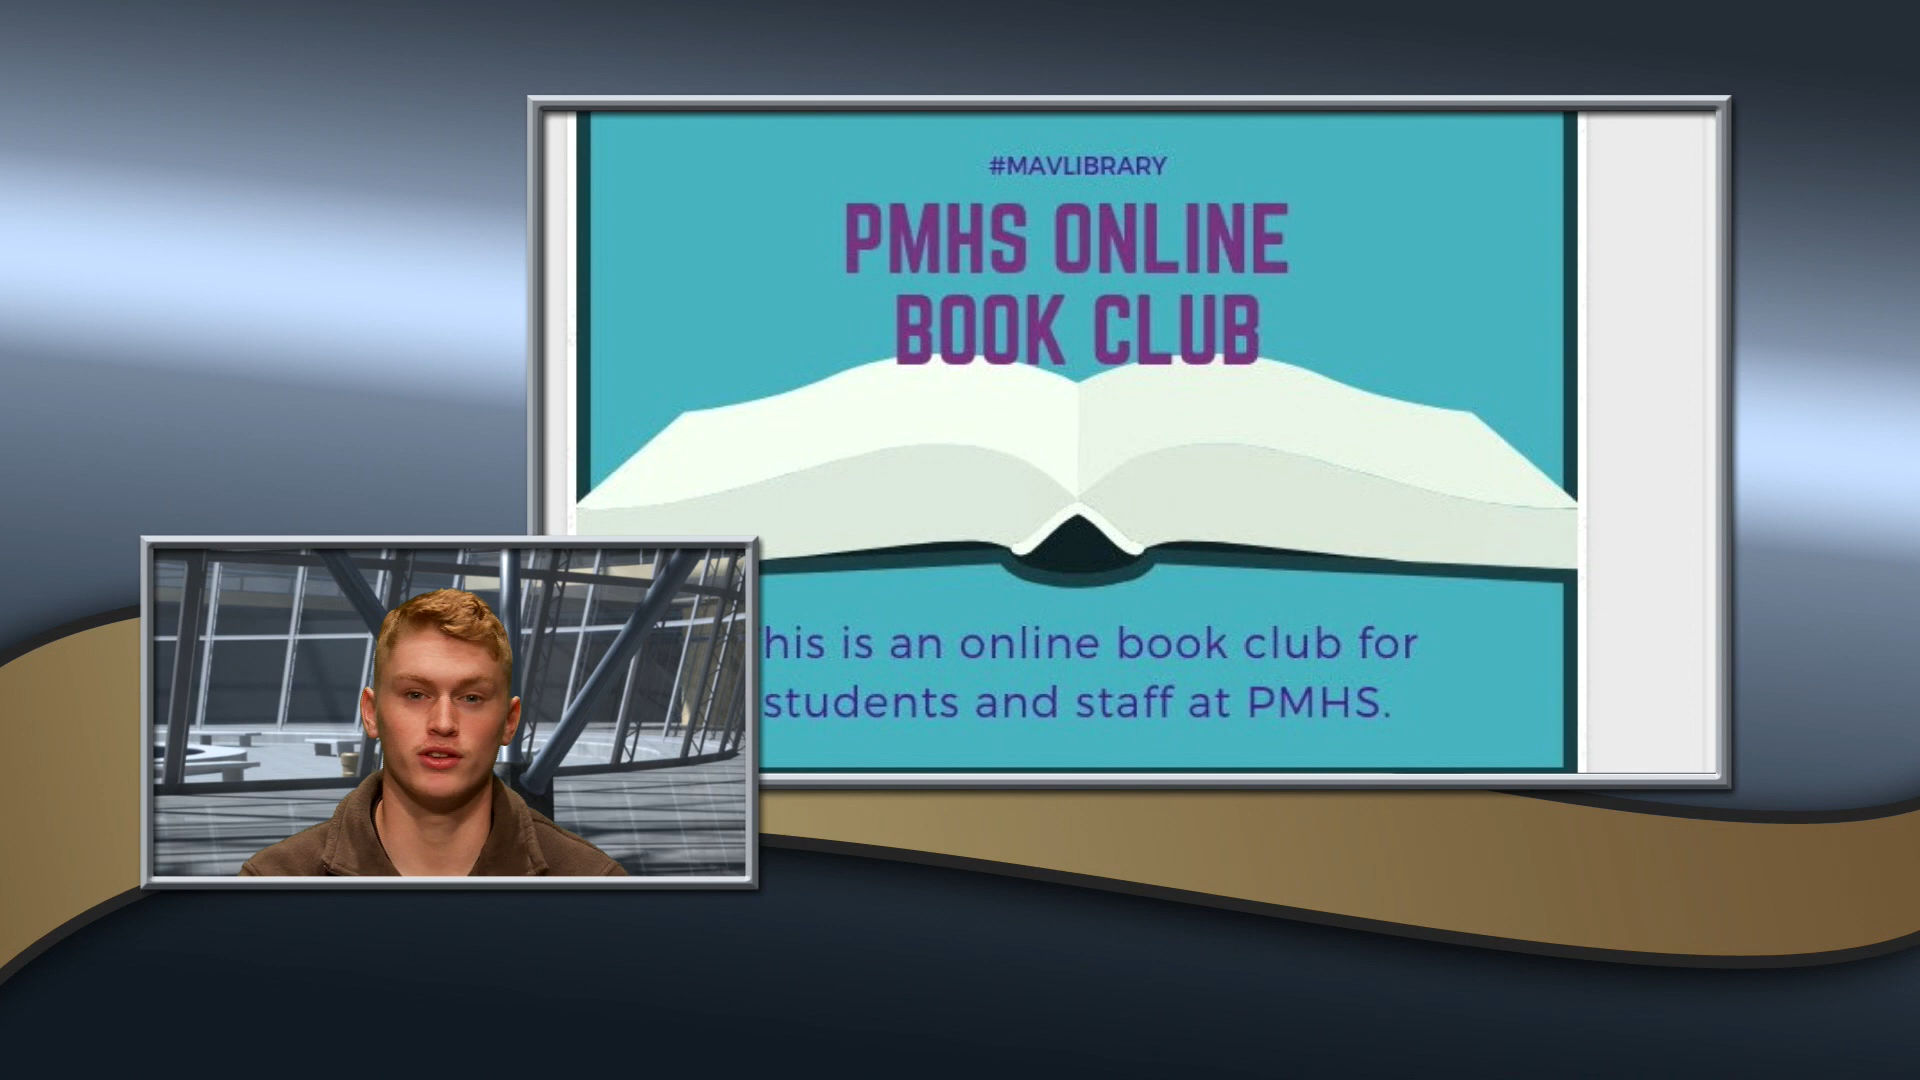 #MAVLIBRARY
PMHS ONLINE
BOOK CLUB
his is an online book club for
students and staff at PMHS.